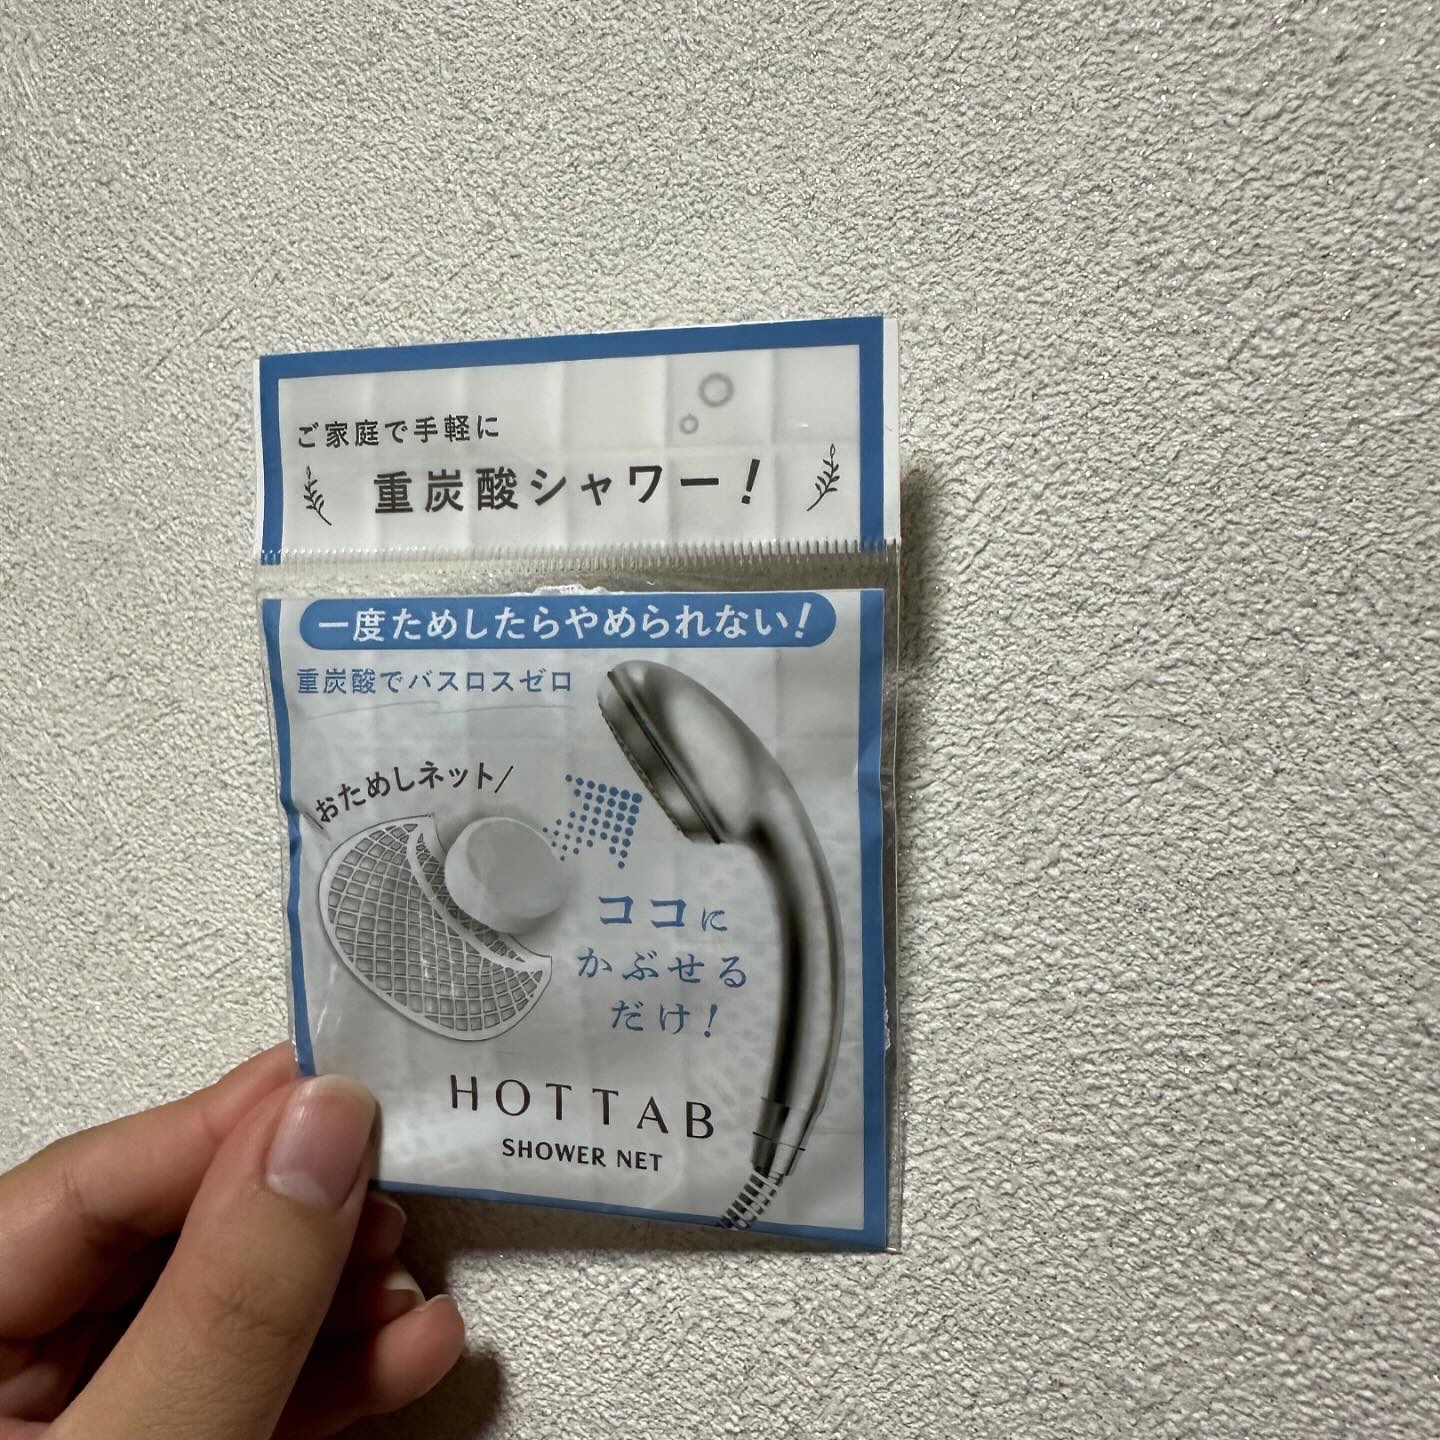 ご家庭で手軽に
重炭酸シャワー！
一度ためしたらやめられない！
重炭酸でバスロスゼロ
おためしネット/
ココに
かぶせる
だけ！
HOTTAB
SHOWER NET